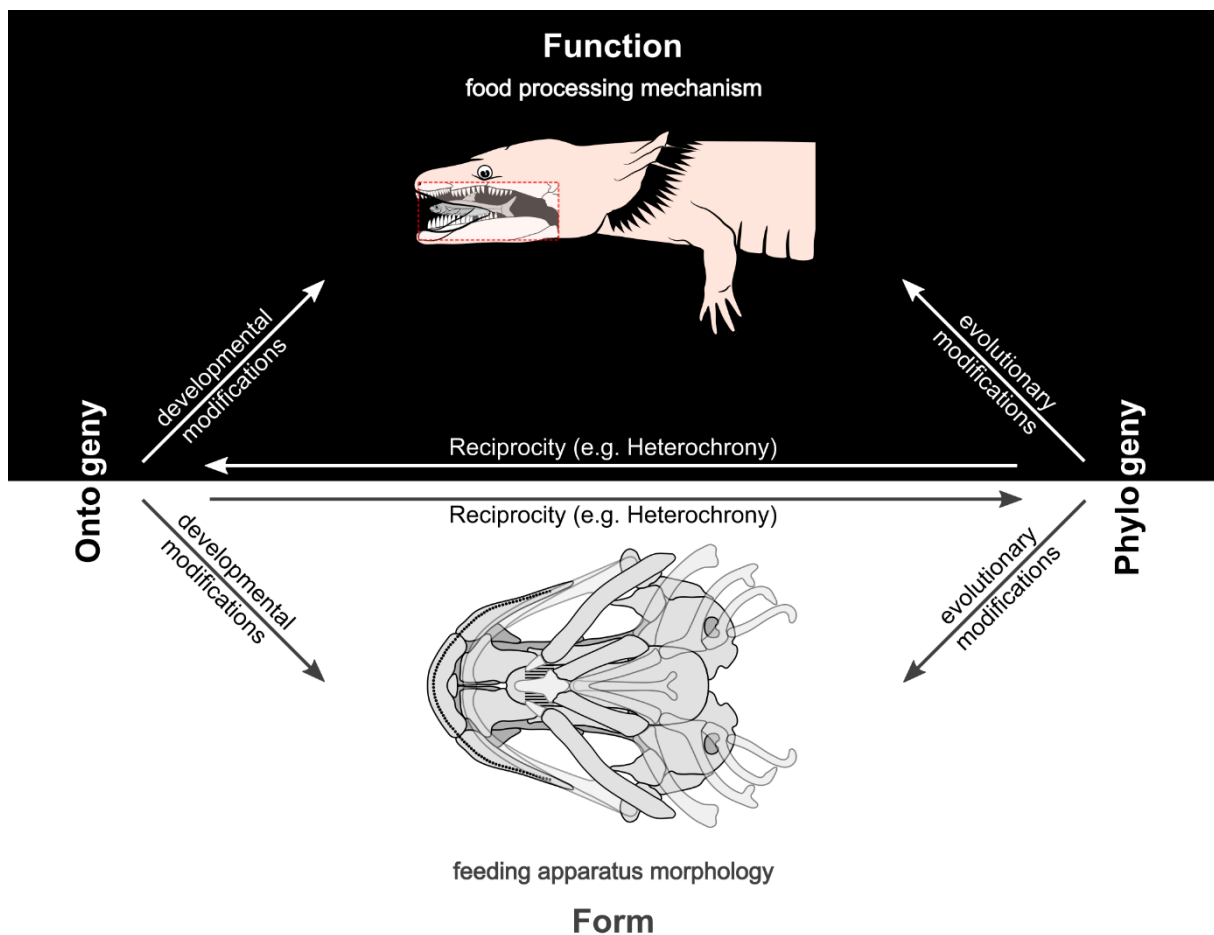 Function
food processing mechanism
developmental
modifications
evolutionary
modifications
Onto geny
Phylo geny
Reciprocity (e.g. Heterochrony)
Reciprocity (e.g. Heterochrony)
developmental
modifications
evolutionary
modifications
feeding apparatus morphology
Form